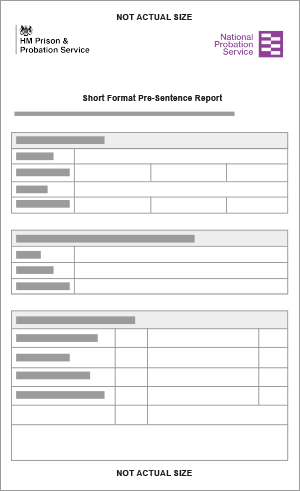 NOT ACTUAL SIZE
HM Prison &
Probation Service
National
Probation
Service
Short Format Pre-Sentence Report
NOT ACTUAL SIZE